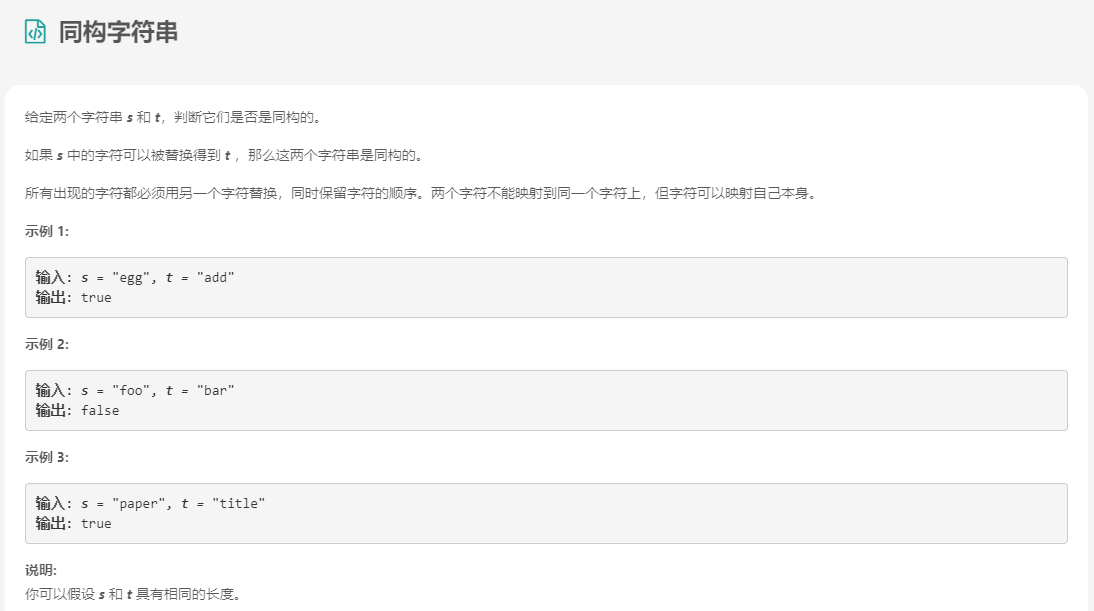 同构字符串
给定两个字符串 s 和 t，判断它们是否是同构的。
如果 s 中的字符可以被替换得到 t ，那么这两个字符串是同构的。
所有出现的字符都必须用另一个字符替换，同时保留字符的顺序。两个字符不能映射到同一个字符上，但字符可以映射自己本身。
示例 1:
输入: s = "egg", t = "add"
输出: true
示例 2:
输入: s = "foo", t = "bar"
输出: false
示例 3:
输入: s = "paper", t = "title"
输出: true
说明:
你可以假设 s 和 t 具有相同的长度。